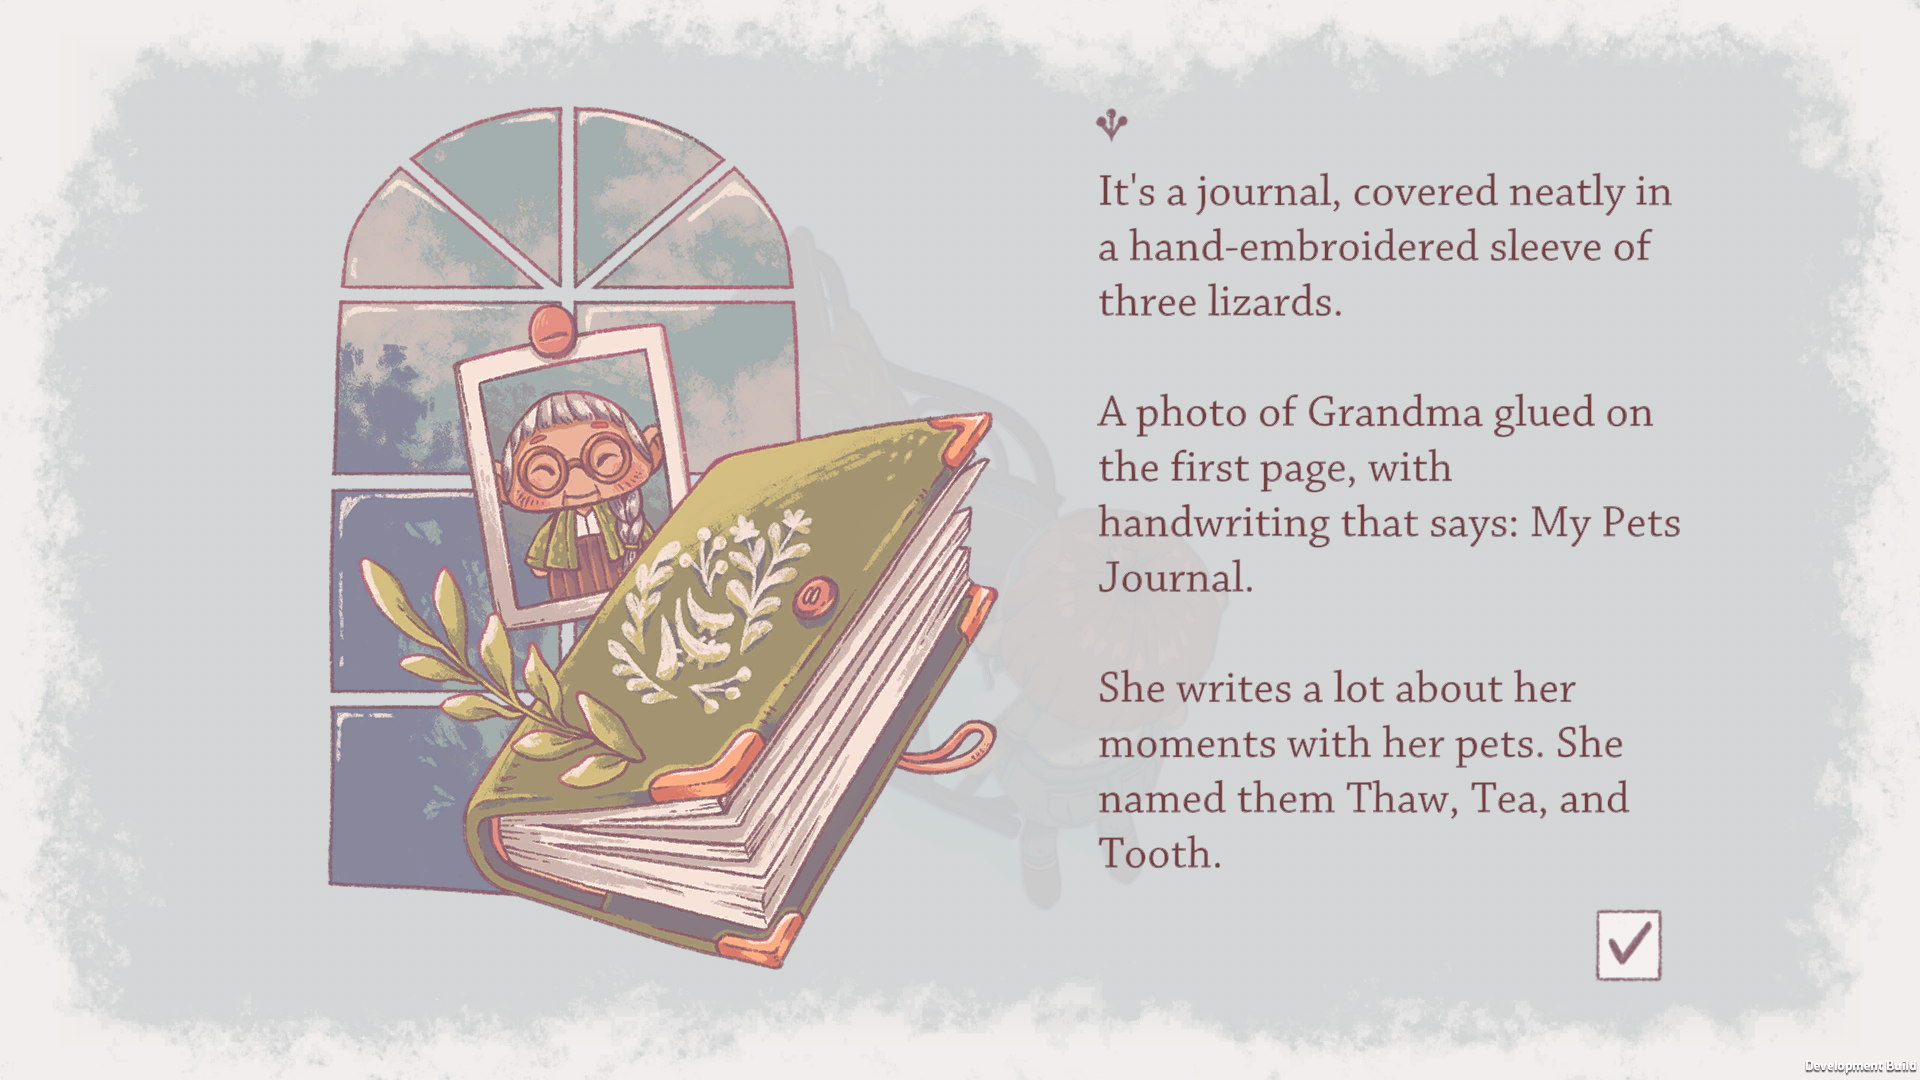 It's a journal, covered neatly in
a hand-embroidered sleeve of
three lizards.
A photo of Grandma glued on
the first page, with
handwriting that says: My Pets
Journal.
She writes a lot about her
moments with her pets. She
named them Thaw, Tea, and
Tooth.
Development Build